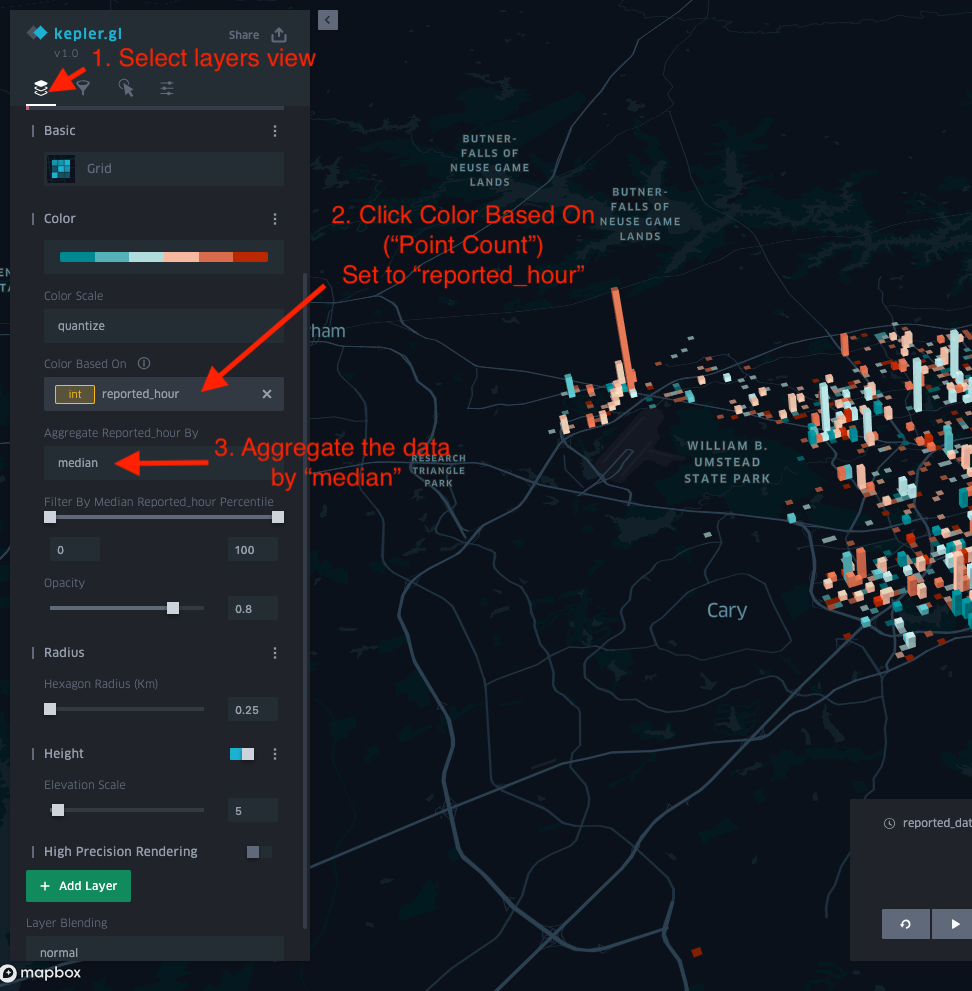 kepler.gl
v1.0
Share
1. Select layers view
Basic
Grid
Color
Color Scale
quantize
Color Based On
int reported_hour
Aggregate Reported_hour By
median
Filter By Median Reported_hour Percentile
0 100
Opacity
0.8
Radius
Hexagon Radius (Km)
0.25
Height
Elevation Scale
5
High Precision Rendering
+ Add Layer
Layer Blending
normal
mapbox
2. Click Color Based On
(“Point Count”)
Set to “reported_hour”
3. Aggregate the data
by “median”
BUTNER-
FALLS OF
NEUSE GAME
LANDS
BUTNER-
FALLS OF
NEUSE GAME
LANDS
ham
RESEARCH
TRIANGLE
PARK
WILLIAM B.
UMSTEAD
STATE PARK
Cary
reported_dat